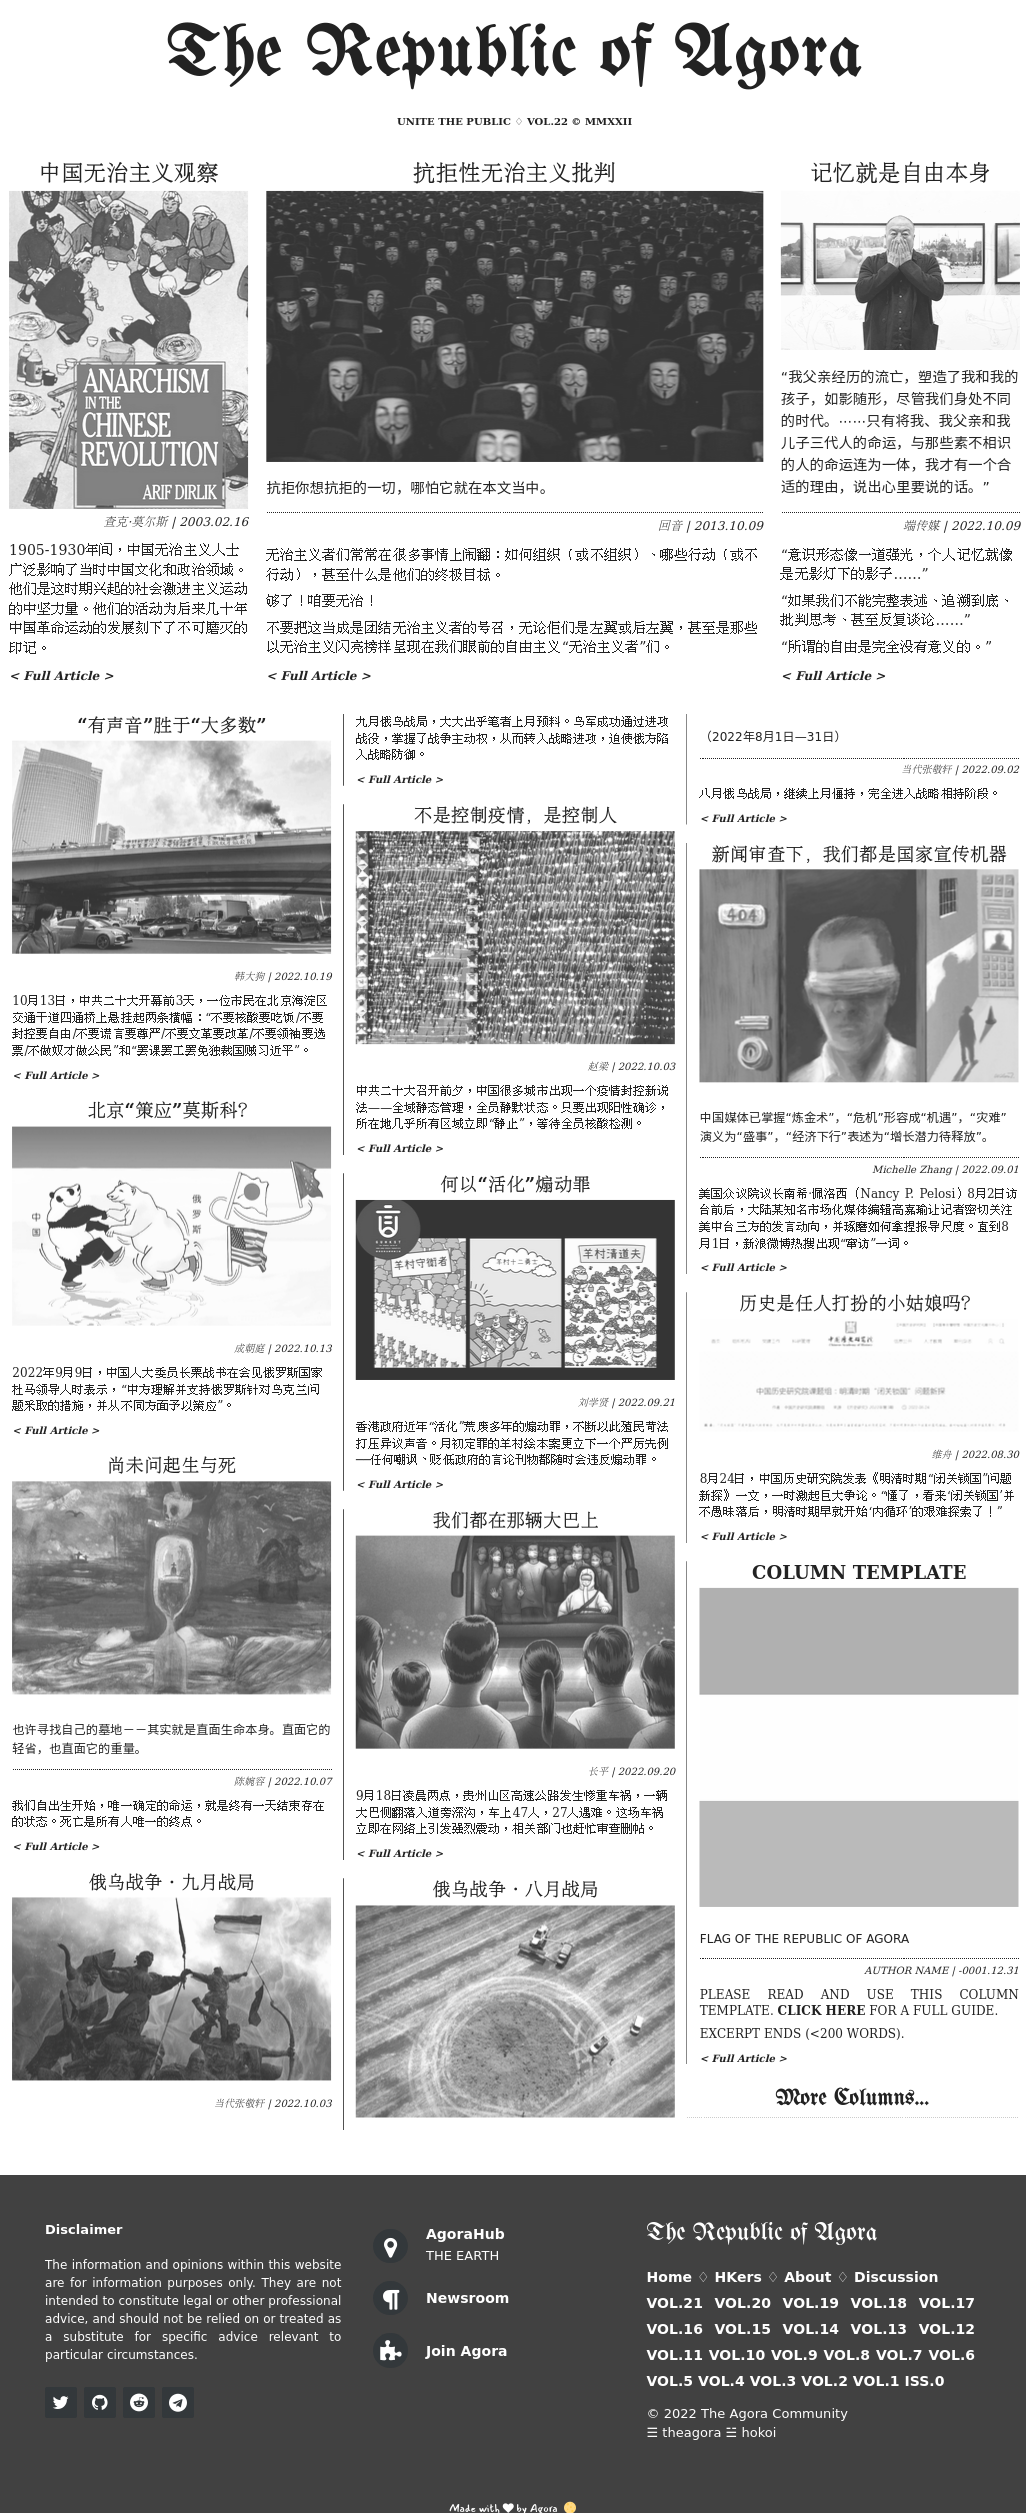 The Republic of Agora
UNITE THE PUBLIC ♢ VOL.22 © MMXXII
中国无治主义观察
ANARCHISM
IN THE
CHINESE
REVOLUTION
ARIF DIRLIK
查克·莫尔斯 | 2003.02.16
1905-1930年间，中国无治主义人士
广泛影响了当时中国文化和政治领域。
他们是这时期兴起的社会激进主义运动
的中坚力量。他们的活动为后来几十年
中国革命运动的发展刻下了不可磨灭的
印记。
< Full Article >
抗拒性无治主义批判
抗拒你想抗拒的一切，哪怕它就在本文当中。
回音 | 2013.10.09
无治主义者们常常在很多事情上闹翻：如何组织（或不组织）、哪些行动（或不
行动），甚至什么是他们的终极目标。
够了！咱要无治！
不要把这当成是团结无治主义者的号召，无论佢们是左翼或后左翼，甚至是那些
以无治主义闪亮榜样呈现在我们眼前的自由主义“无治主义者”们。
< Full Article >
记忆就是自由本身
“我父亲经历的流亡，塑造了我和我的
孩子，如影随形，尽管我们身处不同
的时代。⋯⋯只有将我、我父亲和我
儿子三代人的命运，与那些素不相识
的人的命运连为一体，我才有一个合
适的理由，说出心里要说的话。”
端传媒 | 2022.10.09
“意识形态像一道强光，个人记忆就像
是无影灯下的影子……”
“如果我们不能完整表述、追溯到底、
批判思考、甚至反复谈论……”
“所谓的自由是完全没有意义的。”
< Full Article >
“有声音”胜于“大多数”
韩大狗 | 2022.10.19
10月13日，中共二十大开幕前3天，一位市民在北京海淀区
交通干道四通桥上悬挂起两条横幅：“不要核酸要吃饭/不要
封控要自由/不要谎言要尊严/不要文革要改革/不要领袖要选
票/不做奴才做公民”和“罢课罢工罢免独裁国贼习近平”。
< Full Article >
北京“策应”莫斯科？
中国
俄罗斯
成朝庭 | 2022.10.13
2022年9月9日，中国人大委员长栗战书在会见俄罗斯国家
杜马领导人时表示，“中方理解并支持俄罗斯针对乌克兰问
题采取的措施，并从不同方面予以策应”。
< Full Article >
尚未问起生与死
也许寻找自己的墓地－－其实就是直面生命本身。直面它的
轻省，也直面它的重量。
陈婉容 | 2022.10.07
我们自出生开始，唯一确定的命运，就是终有一天结束存在
的状态。死亡是所有人唯一的终点。
< Full Article >
俄乌战争・九月战局
当代张敬轩 | 2022.10.03
九月俄乌战局，大大出乎笔者上月预料。乌军成功通过进攻
战役，掌握了战争主动权，从而转入战略进攻，迫使俄方陷
入战略防御。
< Full Article >
不是控制疫情，是控制人
赵梁 | 2022.10.03
中共二十大召开前夕，中国很多城市出现一个疫情封控新说
法——全域静态管理，全员静默状态。只要出现阳性确诊，
所在地几乎所有区域立即“静止”，等待全员核酸检测。
< Full Article >
何以“活化”煽动罪
羊村守衛者
羊村十二勇士
羊村清道夫
刘学贤 | 2022.09.21
香港政府近年“活化”荒废多年的煽动罪，不断以此殖民苛法
打压异议声音。月初定罪的羊村绘本案更立下一个严厉先例
—任何嘲讽、贬低政府的言论刊物都随时会违反煽动罪。
< Full Article >
我们都在那辆大巴上
长平 | 2022.09.20
9月18日凌晨两点，贵州山区高速公路发生惨重车祸，一辆
大巴侧翻落入道旁深沟，车上47人，27人遇难。这场车祸
立即在网络上引发强烈震动，相关部门也赶忙审查删帖。
< Full Article >
俄乌战争・八月战局
（2022年8月1日—31日）
当代张敬轩 | 2022.09.02
八月俄乌战局，继续上月僵持，完全进入战略相持阶段。
< Full Article >
新闻审查下，我们都是国家宣传机器
404
中国媒体已掌握“炼金术”，“危机”形容成“机遇”，“灾难”
演义为“盛事”，“经济下行”表述为“增长潜力待释放”。
Michelle Zhang | 2022.09.01
美国众议院议长南希·佩洛西（Nancy P. Pelosi）8月2日访
台前后，大陆某知名市场化媒体编辑高嘉瑜让记者密切关注
美中台三方的发言动向，并琢磨如何拿捏报导尺度。直到8
月1日，新浪微博热搜出现“窜访”一词。
< Full Article >
历史是任人打扮的小姑娘吗？
中国历史研究院课题组：明清时期“闭关锁国”问题新探
维舟 | 2022.08.30
8月24日，中国历史研究院发表《明清时期“闭关锁国”问题
新探》一文，一时激起巨大争论。“懂了，看来‘闭关锁国’并
不愚昧落后，明清时期早就开始‘内循环’的艰难探索了！”
< Full Article >
COLUMN TEMPLATE
FLAG OF THE REPUBLIC OF AGORA
AUTHOR NAME | -0001.12.31
PLEASE READ AND USE THIS COLUMN
TEMPLATE. CLICK HERE FOR A FULL GUIDE.
EXCERPT ENDS (<200 WORDS).
< Full Article >
More Columns...
Disclaimer
The information and opinions within this website
are for information purposes only. They are not
intended to constitute legal or other professional
advice, and should not be relied on or treated as
a substitute for specific advice relevant to
particular circumstances.
AgoraHub
THE EARTH
Newsroom
Join Agora
The Republic of Agora
Home ♢ HKers ♢ About ♢ Discussion
VOL.21 VOL.20 VOL.19 VOL.18 VOL.17
VOL.16 VOL.15 VOL.14 VOL.13 VOL.12
VOL.11 VOL.10 VOL.9 VOL.8 VOL.7 VOL.6
VOL.5 VOL.4 VOL.3 VOL.2 VOL.1 ISS.0
© 2022 The Agora Community
☰ theagora ☱ hokoi
Made with ♥ by Agora